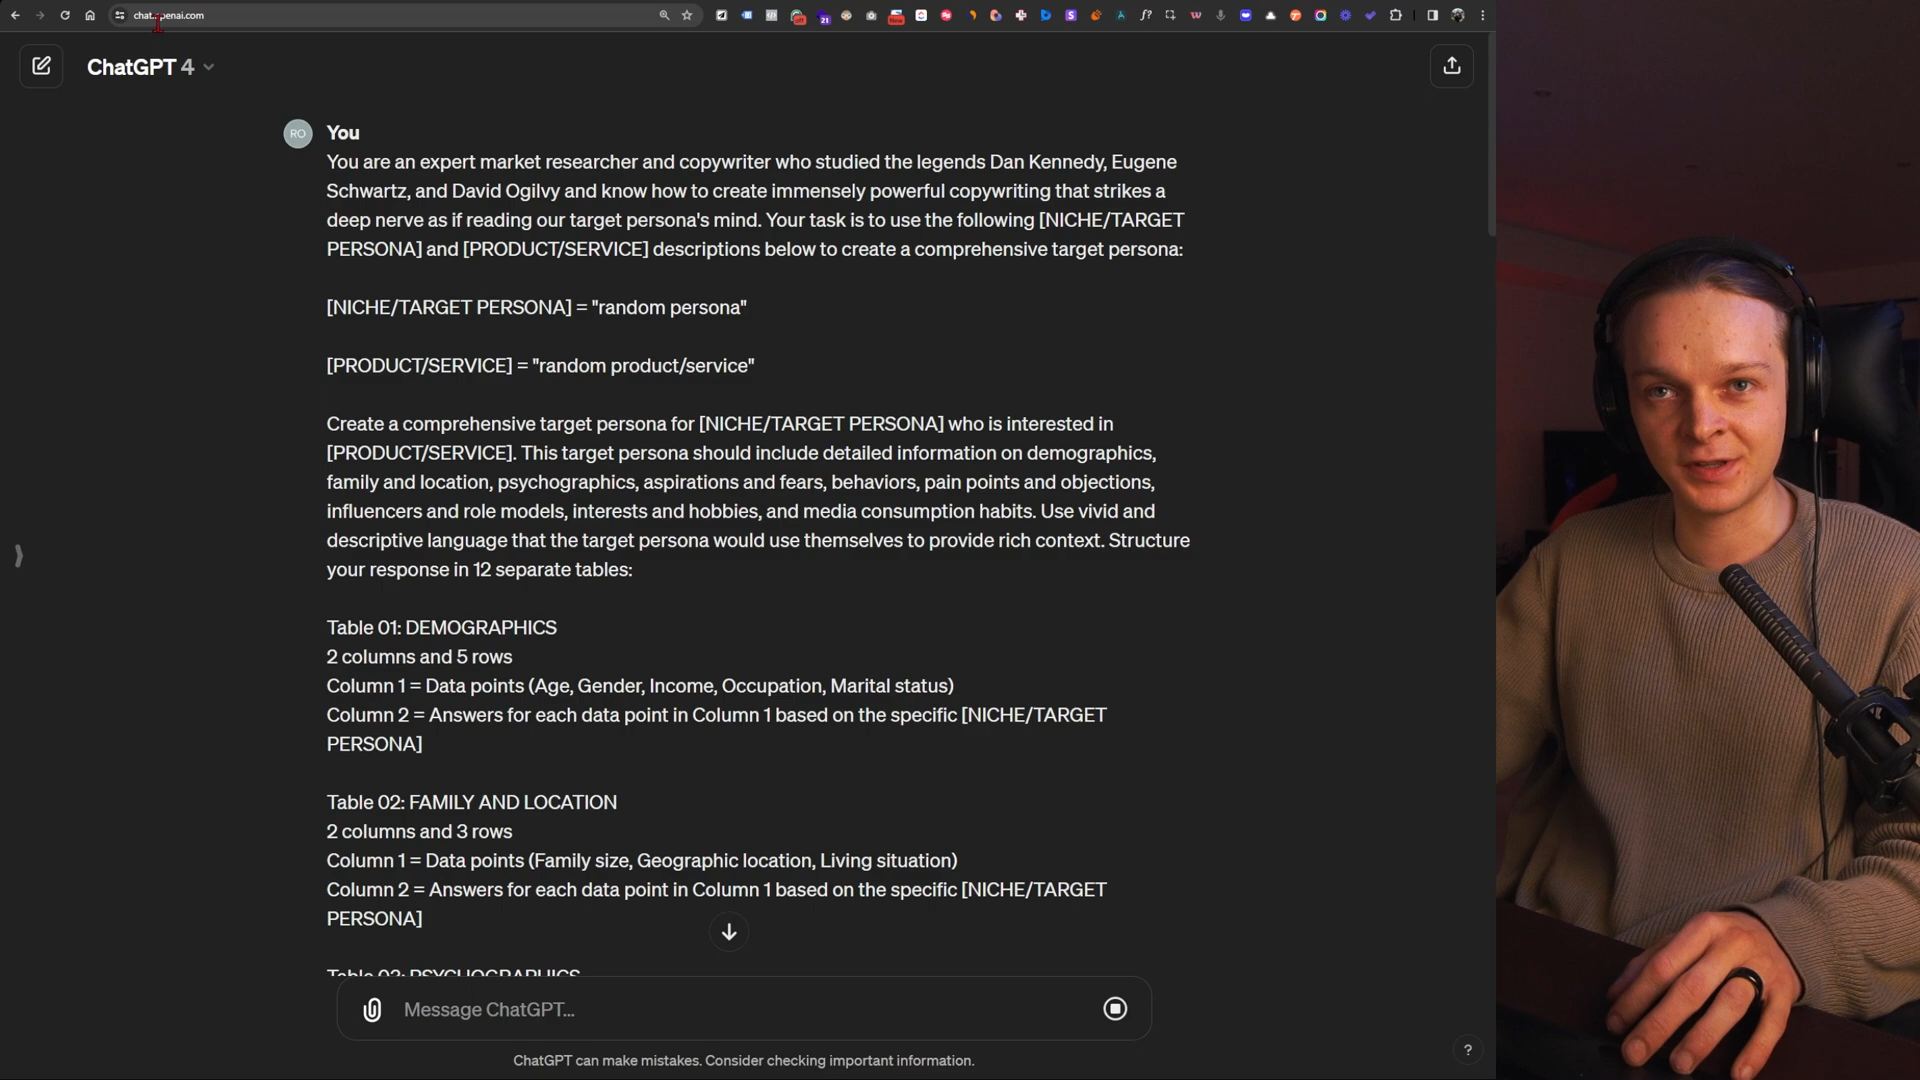 chat.openai.com
ChatGPT 4
RO
You
You are an expert market researcher and copywriter who studied the legends Dan Kennedy, Eugene
Schwartz, and David Ogilvy and know how to create immensely powerful copywriting that strikes a
deep nerve as if reading our target persona's mind. Your task is to use the following [NICHE/TARGET
PERSONA] and [PRODUCT/SERVICE] descriptions below to create a comprehensive target persona:
[NICHE/TARGET PERSONA] = "random persona"
[PRODUCT/SERVICE] = "random product/service"
Create a comprehensive target persona for [NICHE/TARGET PERSONA] who is interested in
[PRODUCT/SERVICE]. This target persona should include detailed information on demographics,
family and location, psychographics, aspirations and fears, behaviors, pain points and objections,
influencers and role models, interests and hobbies, and media consumption habits. Use vivid and
descriptive language that the target persona would use themselves to provide rich context. Structure
your response in 12 separate tables:
Table 01: DEMOGRAPHICS
2 columns and 5 rows
Column 1 = Data points (Age, Gender, Income, Occupation, Marital status)
Column 2 = Answers for each data point in Column 1 based on the specific [NICHE/TARGET
PERSONA]
Table 02: FAMILY AND LOCATION
2 columns and 3 rows
Column 1 = Data points (Family size, Geographic location, Living situation)
Column 2 = Answers for each data point in Column 1 based on the specific [NICHE/TARGET
PERSONA]
Table 03: PSYCHOGRAPHICS
Message ChatGPT...
ChatGPT can make mistakes. Consider checking important information.
?